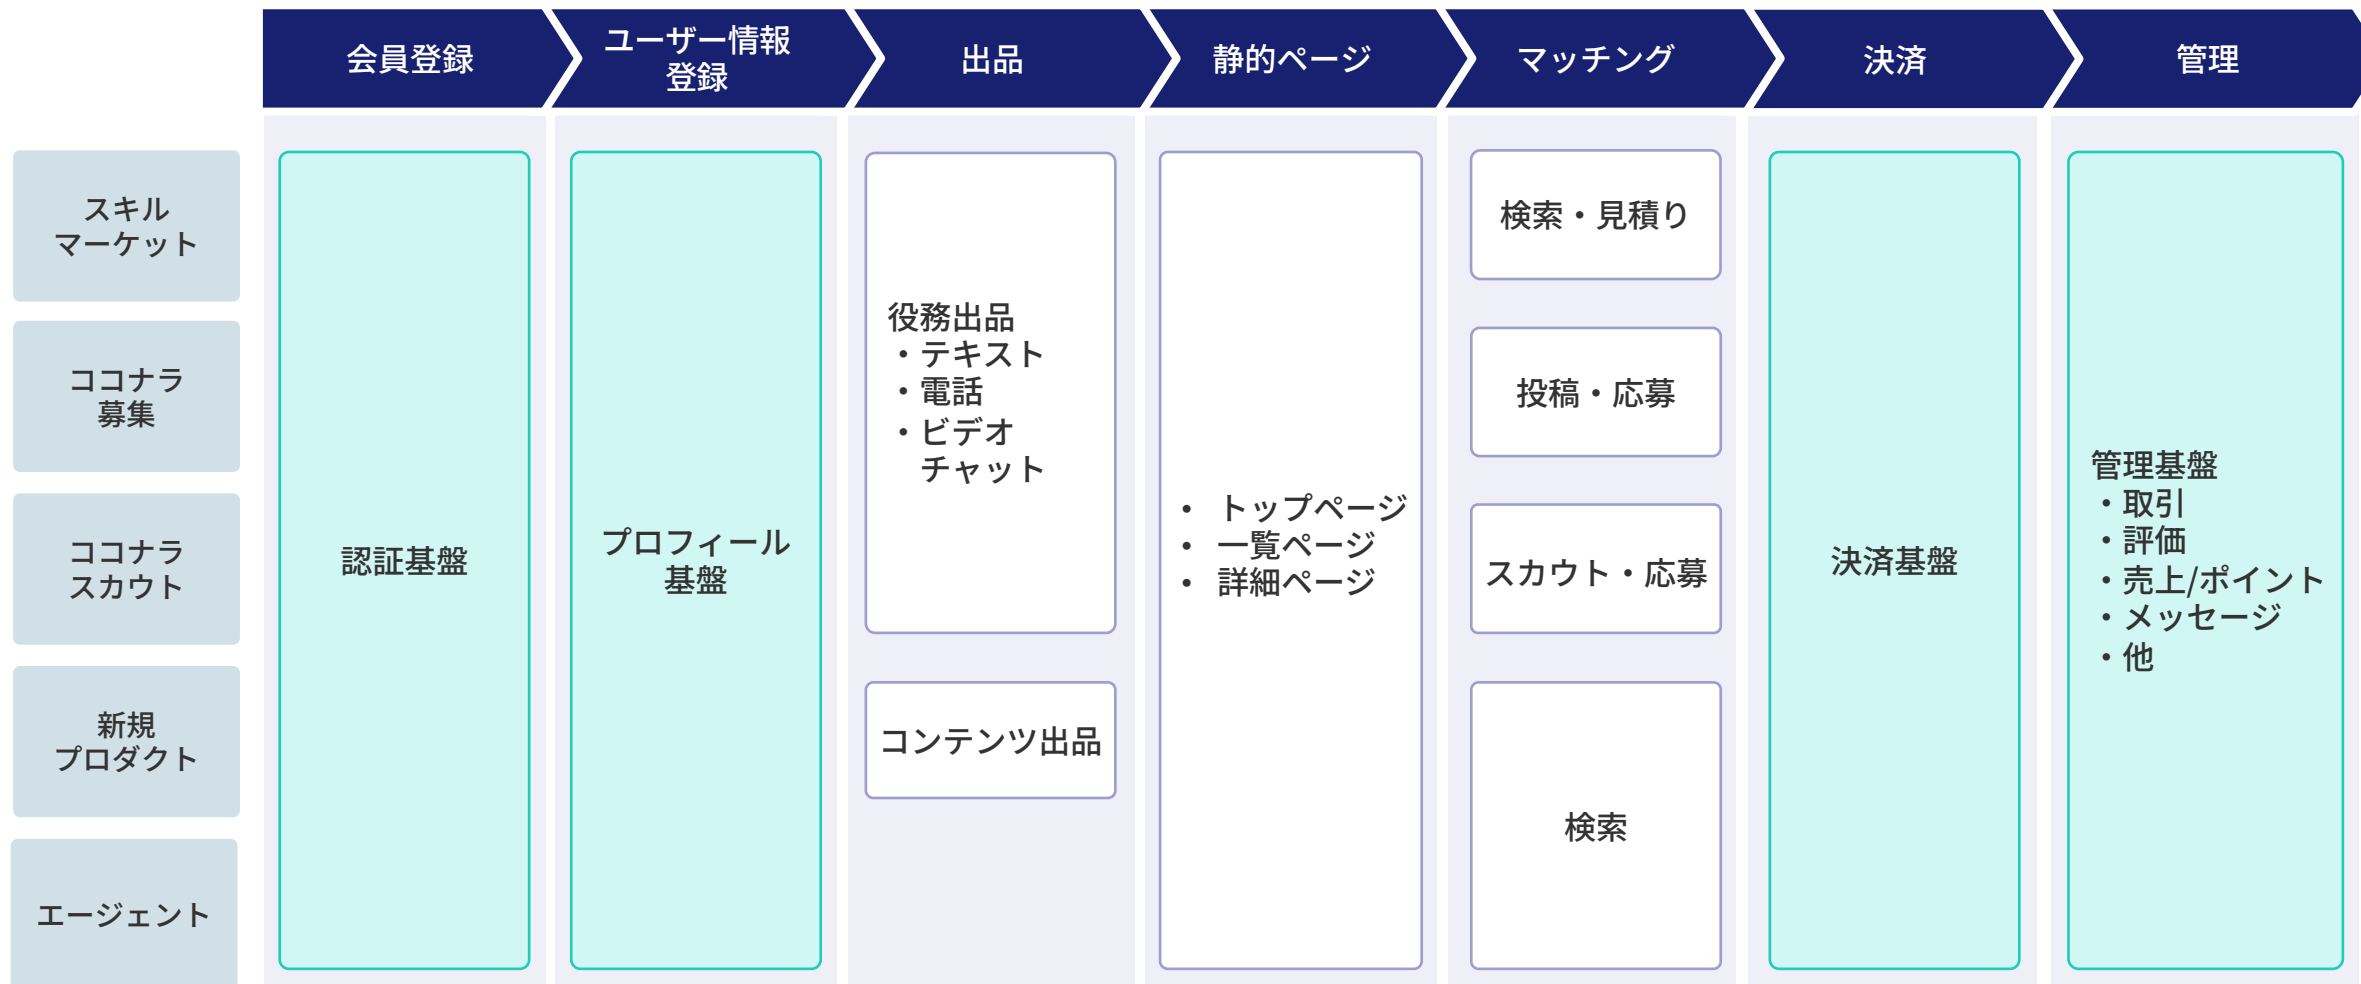 会員登録
ユーザー情報
登録
出品
静的ページ
マッチング
決済
管理
スキル
マーケット
ココナラ
募集
ココナラ
スカウト
新規
プロダクト
エージェント
認証基盤
プロフィール
基盤
役務出品
・テキスト
・電話
・ビデオ
チャット
コンテンツ出品
• トップページ
• 一覧ページ
• 詳細ページ
検索・見積り
投稿・応募
スカウト・応募
検索
決済基盤
管理基盤
・取引
・評価
・売上/ポイント
・メッセージ
・他